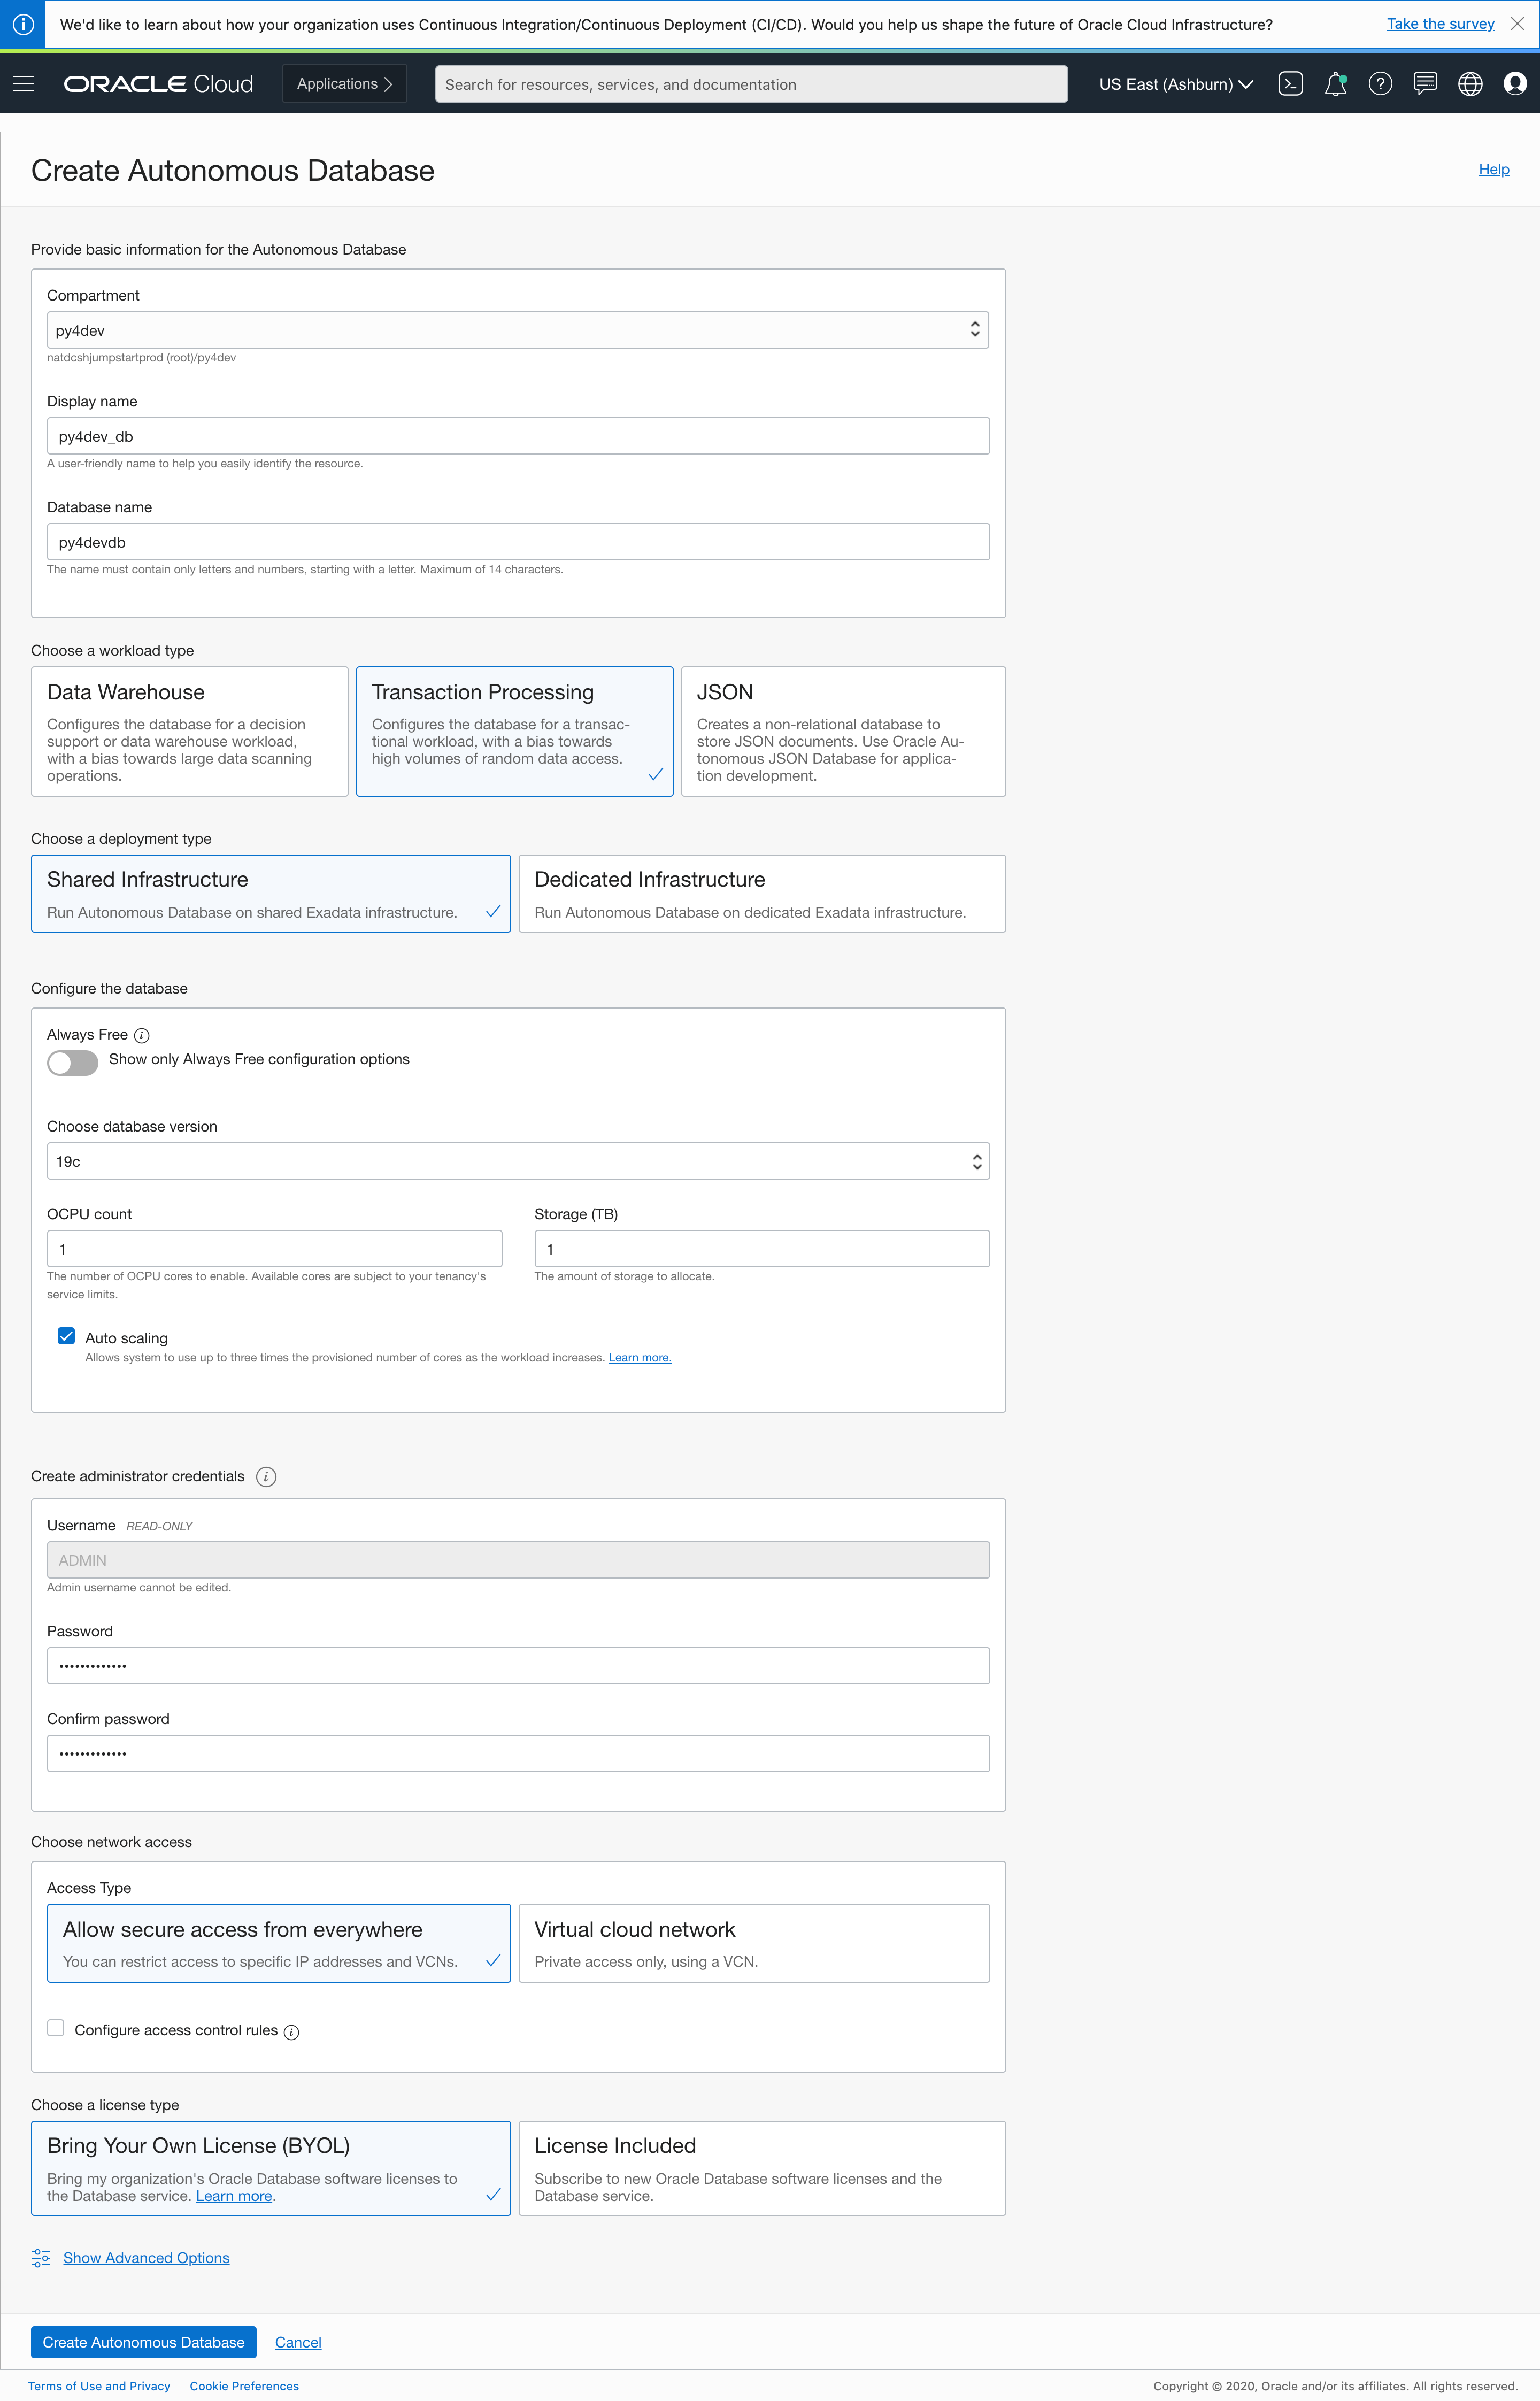 We'd like to learn about how your organization uses Continuous Integration/Continuous Deployment (CI/CD). Would you help us shape the future of Oracle Cloud Infrastructure?
Take the survey
ORACLE Cloud
Applications
Search for resources, services, and documentation
US East (Ashburn)
Create Autonomous Database
Help
Provide basic information for the Autonomous Database
Compartment
py4dev
natdcshjumpstartprod (root)/py4dev
Display name
py4dev_db
A user-friendly name to help you easily identify the resource.
Database name
py4devdb
The name must contain only letters and numbers, starting with a letter. Maximum of 14 characters.
Choose a workload type
Data Warehouse
Configures the database for a decision
support or data warehouse workload,
with a bias towards large data scanning
operations.
Transaction Processing
Configures the database for a transac-
tional workload, with a bias towards
high volumes of random data access.
JSON
Creates a non-relational database to
store JSON documents. Use Oracle Au-
tonomous JSON Database for applica-
tion development.
Choose a deployment type
Shared Infrastructure
Run Autonomous Database on shared Exadata infrastructure.
Dedicated Infrastructure
Run Autonomous Database on dedicated Exadata infrastructure.
Configure the database
Always Free
Show only Always Free configuration options
Choose database version
19c
OCPU count
1
The number of OCPU cores to enable. Available cores are subject to your tenancy's
service limits.
Storage (TB)
1
The amount of storage to allocate.
Auto scaling
Allows system to use up to three times the provisioned number of cores as the workload increases. Learn more.
Create administrator credentials
Username READ-ONLY
ADMIN
Admin username cannot be edited.
Password
•••••••••••••
Confirm password
•••••••••••••
Choose network access
Access Type
Allow secure access from everywhere
You can restrict access to specific IP addresses and VCNs.
Virtual cloud network
Private access only, using a VCN.
Configure access control rules
Choose a license type
Bring Your Own License (BYOL)
Bring my organization's Oracle Database software licenses to
the Database service. Learn more.
License Included
Subscribe to new Oracle Database software licenses and the
Database service.
Show Advanced Options
Create Autonomous Database
Cancel
Terms of Use and Privacy
Cookie Preferences
Copyright © 2020, Oracle and/or its affiliates. All rights reserved.